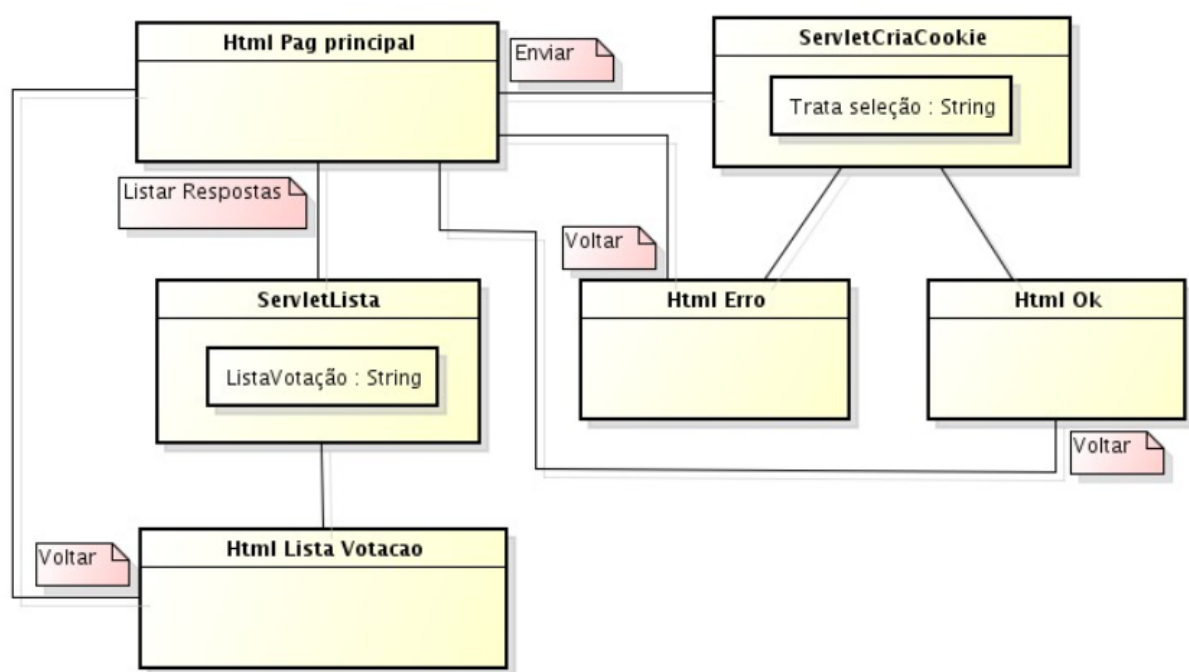 Html Pag principal
Enviar
ServletCriaCookie
Trata seleção : String
Listar Respostas
Voltar
ServletLista
ListaVotação : String
Html Erro
Html Ok
Voltar
Voltar
Html Lista Votacao